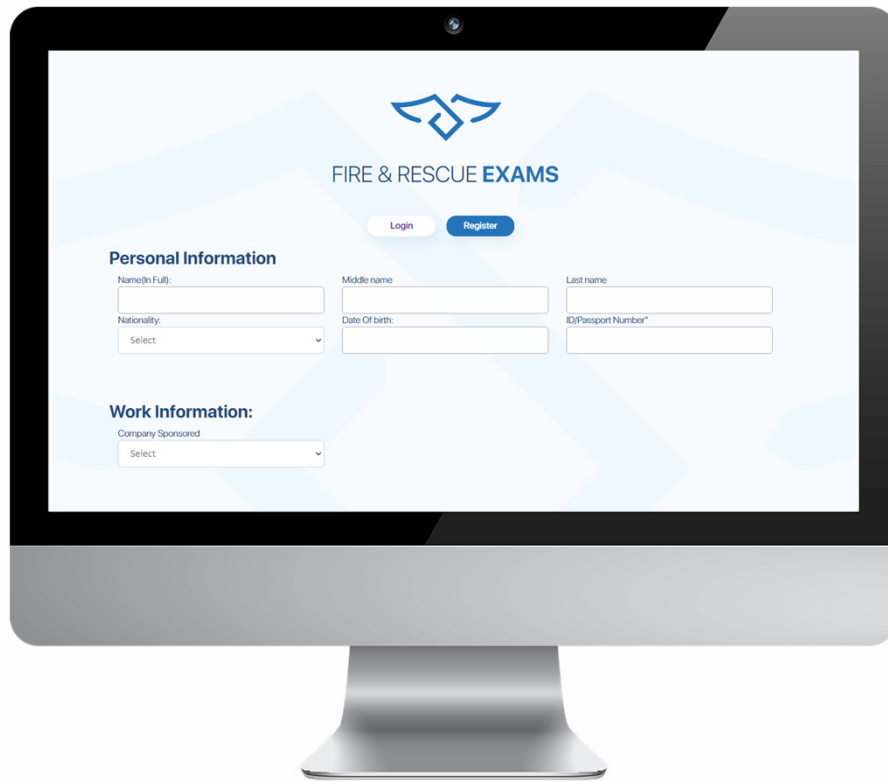 FIRE & RESCUE EXAMS
Login Register
Personal Information
Name(In Full): Middle name Last name
Nationality: Date Of birth: ID/Passport Number"
Select
Work Information:
Company Sponsored
Select